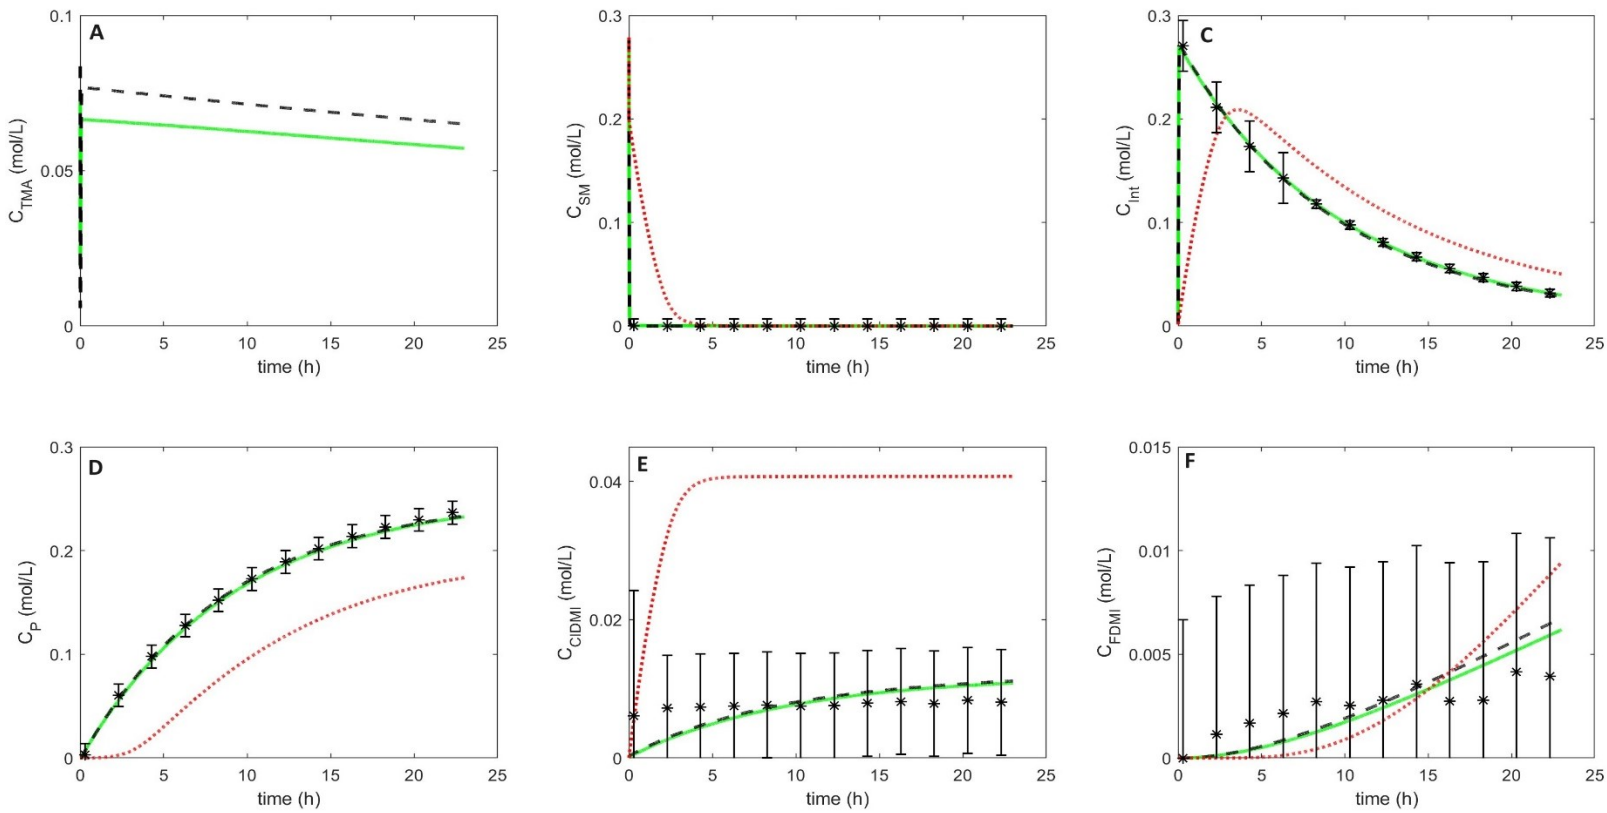 A
0.1
0.05
0
C_TMA (mol/L)
0 5 10 15 20 25
time (h)
0.3
0.2
0.1
0
C_SM (mol/L)
0 5 10 15 20 25
time (h)
C
0.3
0.2
0.1
0
C_Int (mol/L)
0 5 10 15 20 25
time (h)
D
0.3
0.2
0.1
0
C_P (mol/L)
0 5 10 15 20 25
time (h)
E
0.04
0.02
0
C_CIDMI (mol/L)
0 5 10 15 20 25
time (h)
F
0.015
0.01
0.005
0
C_FDMI (mol/L)
0 5 10 15 20 25
time (h)